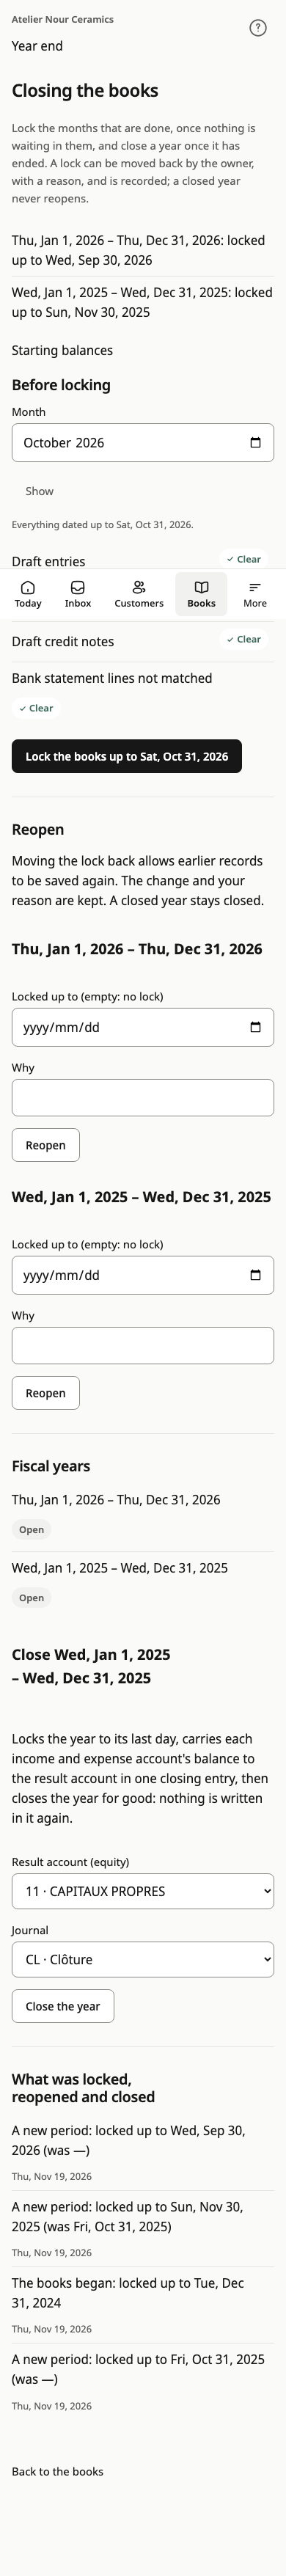 Atelier Nour Ceramics
Year end
?
Closing the books
Lock the months that are done, once nothing is
waiting in them, and close a year once it has
ended. A lock can be moved back by the owner,
with a reason, and is recorded; a closed year
never reopens.
Thu, Jan 1, 2026 – Thu, Dec 31, 2026: locked
up to Wed, Sep 30, 2026
Wed, Jan 1, 2025 – Wed, Dec 31, 2025: locked
up to Sun, Nov 30, 2025
Starting balances
Before locking
Month
October 2026
Show
Everything dated up to Sat, Oct 31, 2026.
Draft entries
Clear
Today
Inbox
Customers
Books
More
Draft credit notes
Clear
Bank statement lines not matched
Clear
Lock the books up to Sat, Oct 31, 2026
Reopen
Moving the lock back allows earlier records
to be saved again. The change and your
reason are kept. A closed year stays closed.
Thu, Jan 1, 2026 – Thu, Dec 31, 2026
Locked up to (empty: no lock)
yyyy/mm/dd
Why
Reopen
Wed, Jan 1, 2025 – Wed, Dec 31, 2025
Locked up to (empty: no lock)
yyyy/mm/dd
Why
Reopen
Fiscal years
Thu, Jan 1, 2026 – Thu, Dec 31, 2026
Open
Wed, Jan 1, 2025 – Wed, Dec 31, 2025
Open
Close Wed, Jan 1, 2025
– Wed, Dec 31, 2025
Locks the year to its last day, carries each
income and expense account's balance to
the result account in one closing entry, then
closes the year for good: nothing is written
in it again.
Result account (equity)
11 · CAPITAUX PROPRES
Journal
CL · Clôture
Close the year
What was locked,
reopened and closed
A new period: locked up to Wed, Sep 30,
2026 (was —)
Thu, Nov 19, 2026
A new period: locked up to Sun, Nov 30,
2025 (was Fri, Oct 31, 2025)
Thu, Nov 19, 2026
The books began: locked up to Tue, Dec
31, 2024
Thu, Nov 19, 2026
A new period: locked up to Fri, Oct 31, 2025
(was —)
Thu, Nov 19, 2026
Back to the books